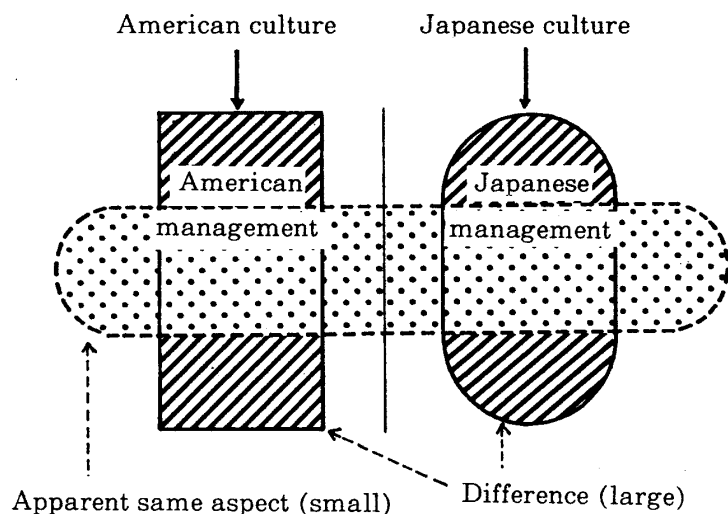 American culture
Japanese culture
American
management
Japanese
management
Apparent same aspect (small)
Difference (large)